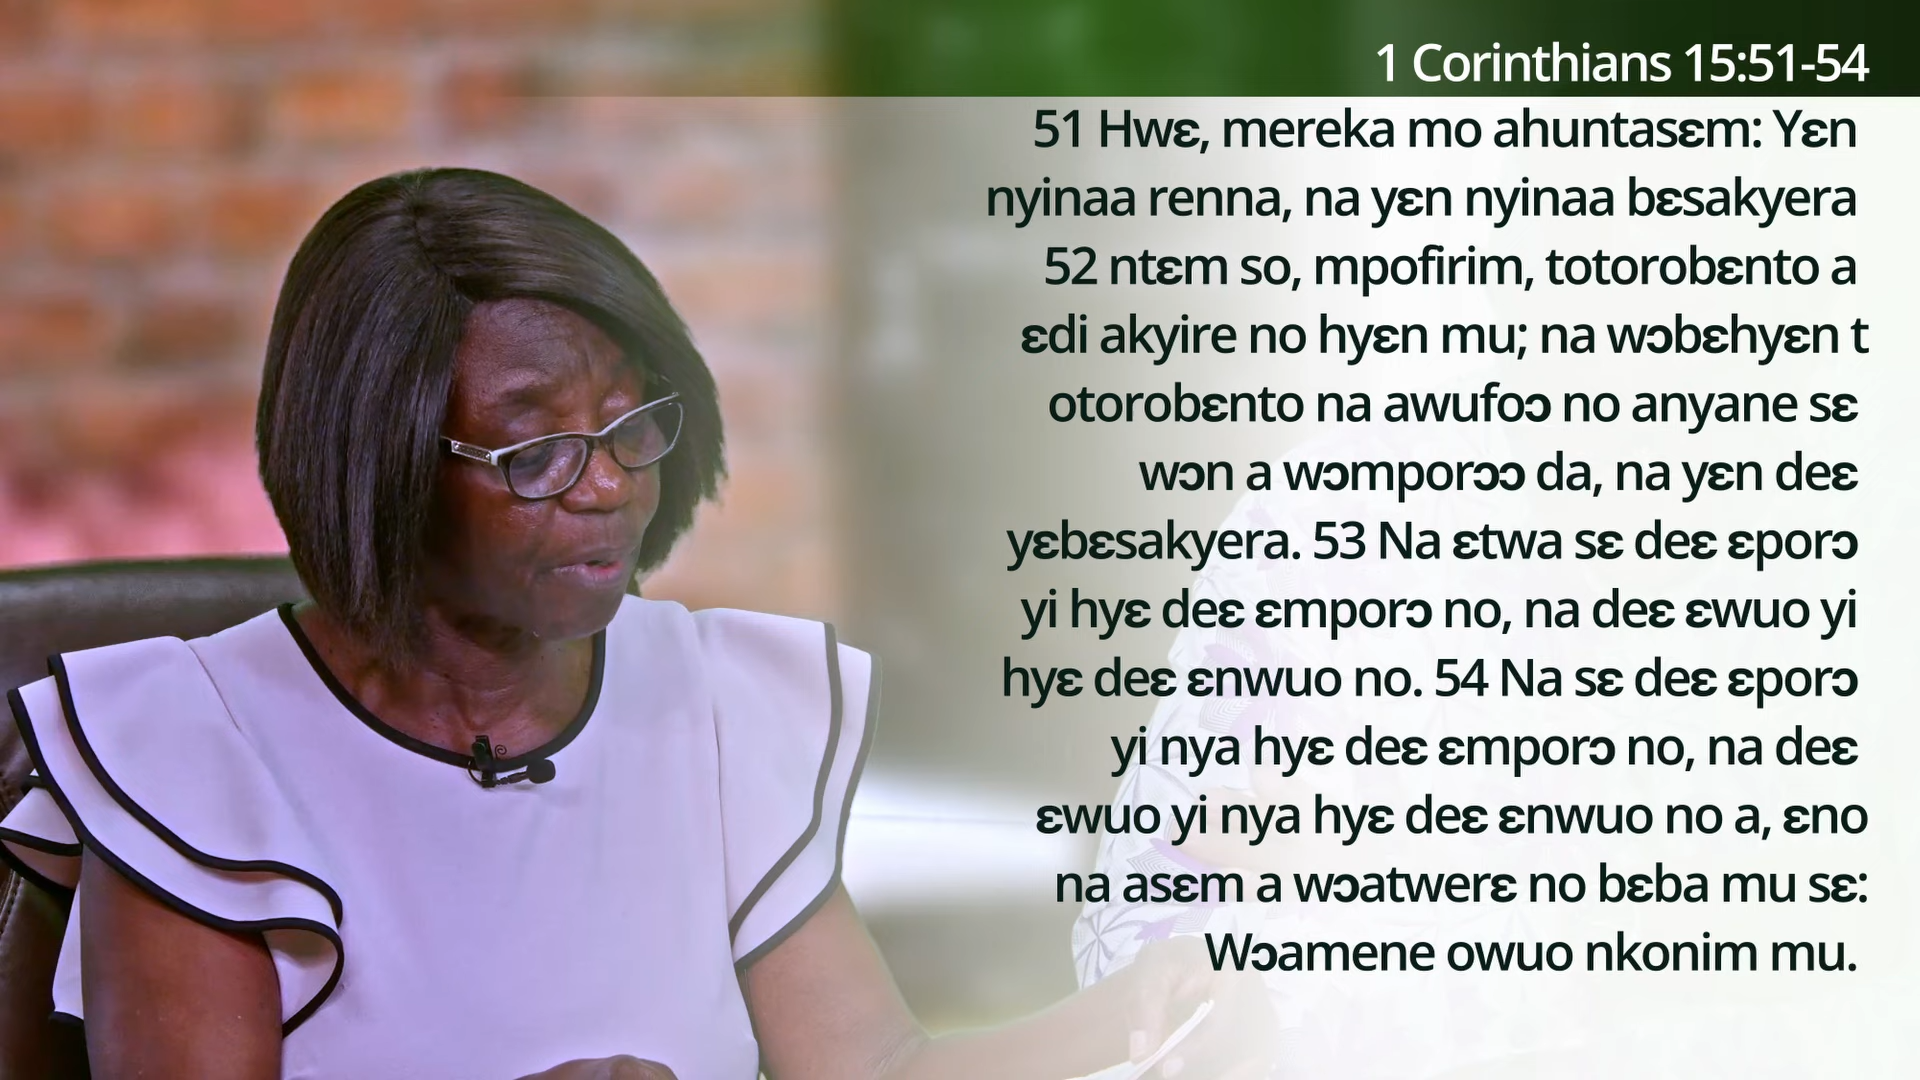 1 Corinthians 15:51-54
51 Hwɛ, mereka mo ahuntasɛm: Yɛn
nyinaa renna, na yɛn nyinaa bɛsakyera
52 ntɛm so, mpofirim, totorobɛnto a
ɛdi akyire no hyɛn mu; na wɔbɛhyɛn t
otorobɛnto na awufoɔ no anyane sɛ
wɔn a wɔmporɔɔ da, na yɛn deɛ
yɛbɛsakyera. 53 Na ɛtwa sɛ deɛ ɛporɔ
yi hyɛ deɛ ɛmporɔ no, na deɛ ɛwuo yi
hyɛ deɛ ɛnwuo no. 54 Na sɛ deɛ ɛporɔ
yi nya hyɛ deɛ ɛmporɔ no, na deɛ
ɛwuo yi nya hyɛ deɛ ɛnwuo no a, ɛno
na asɛm a wɔatwerɛ no bɛba mu sɛ:
Wɔamene owuo nkonim mu.